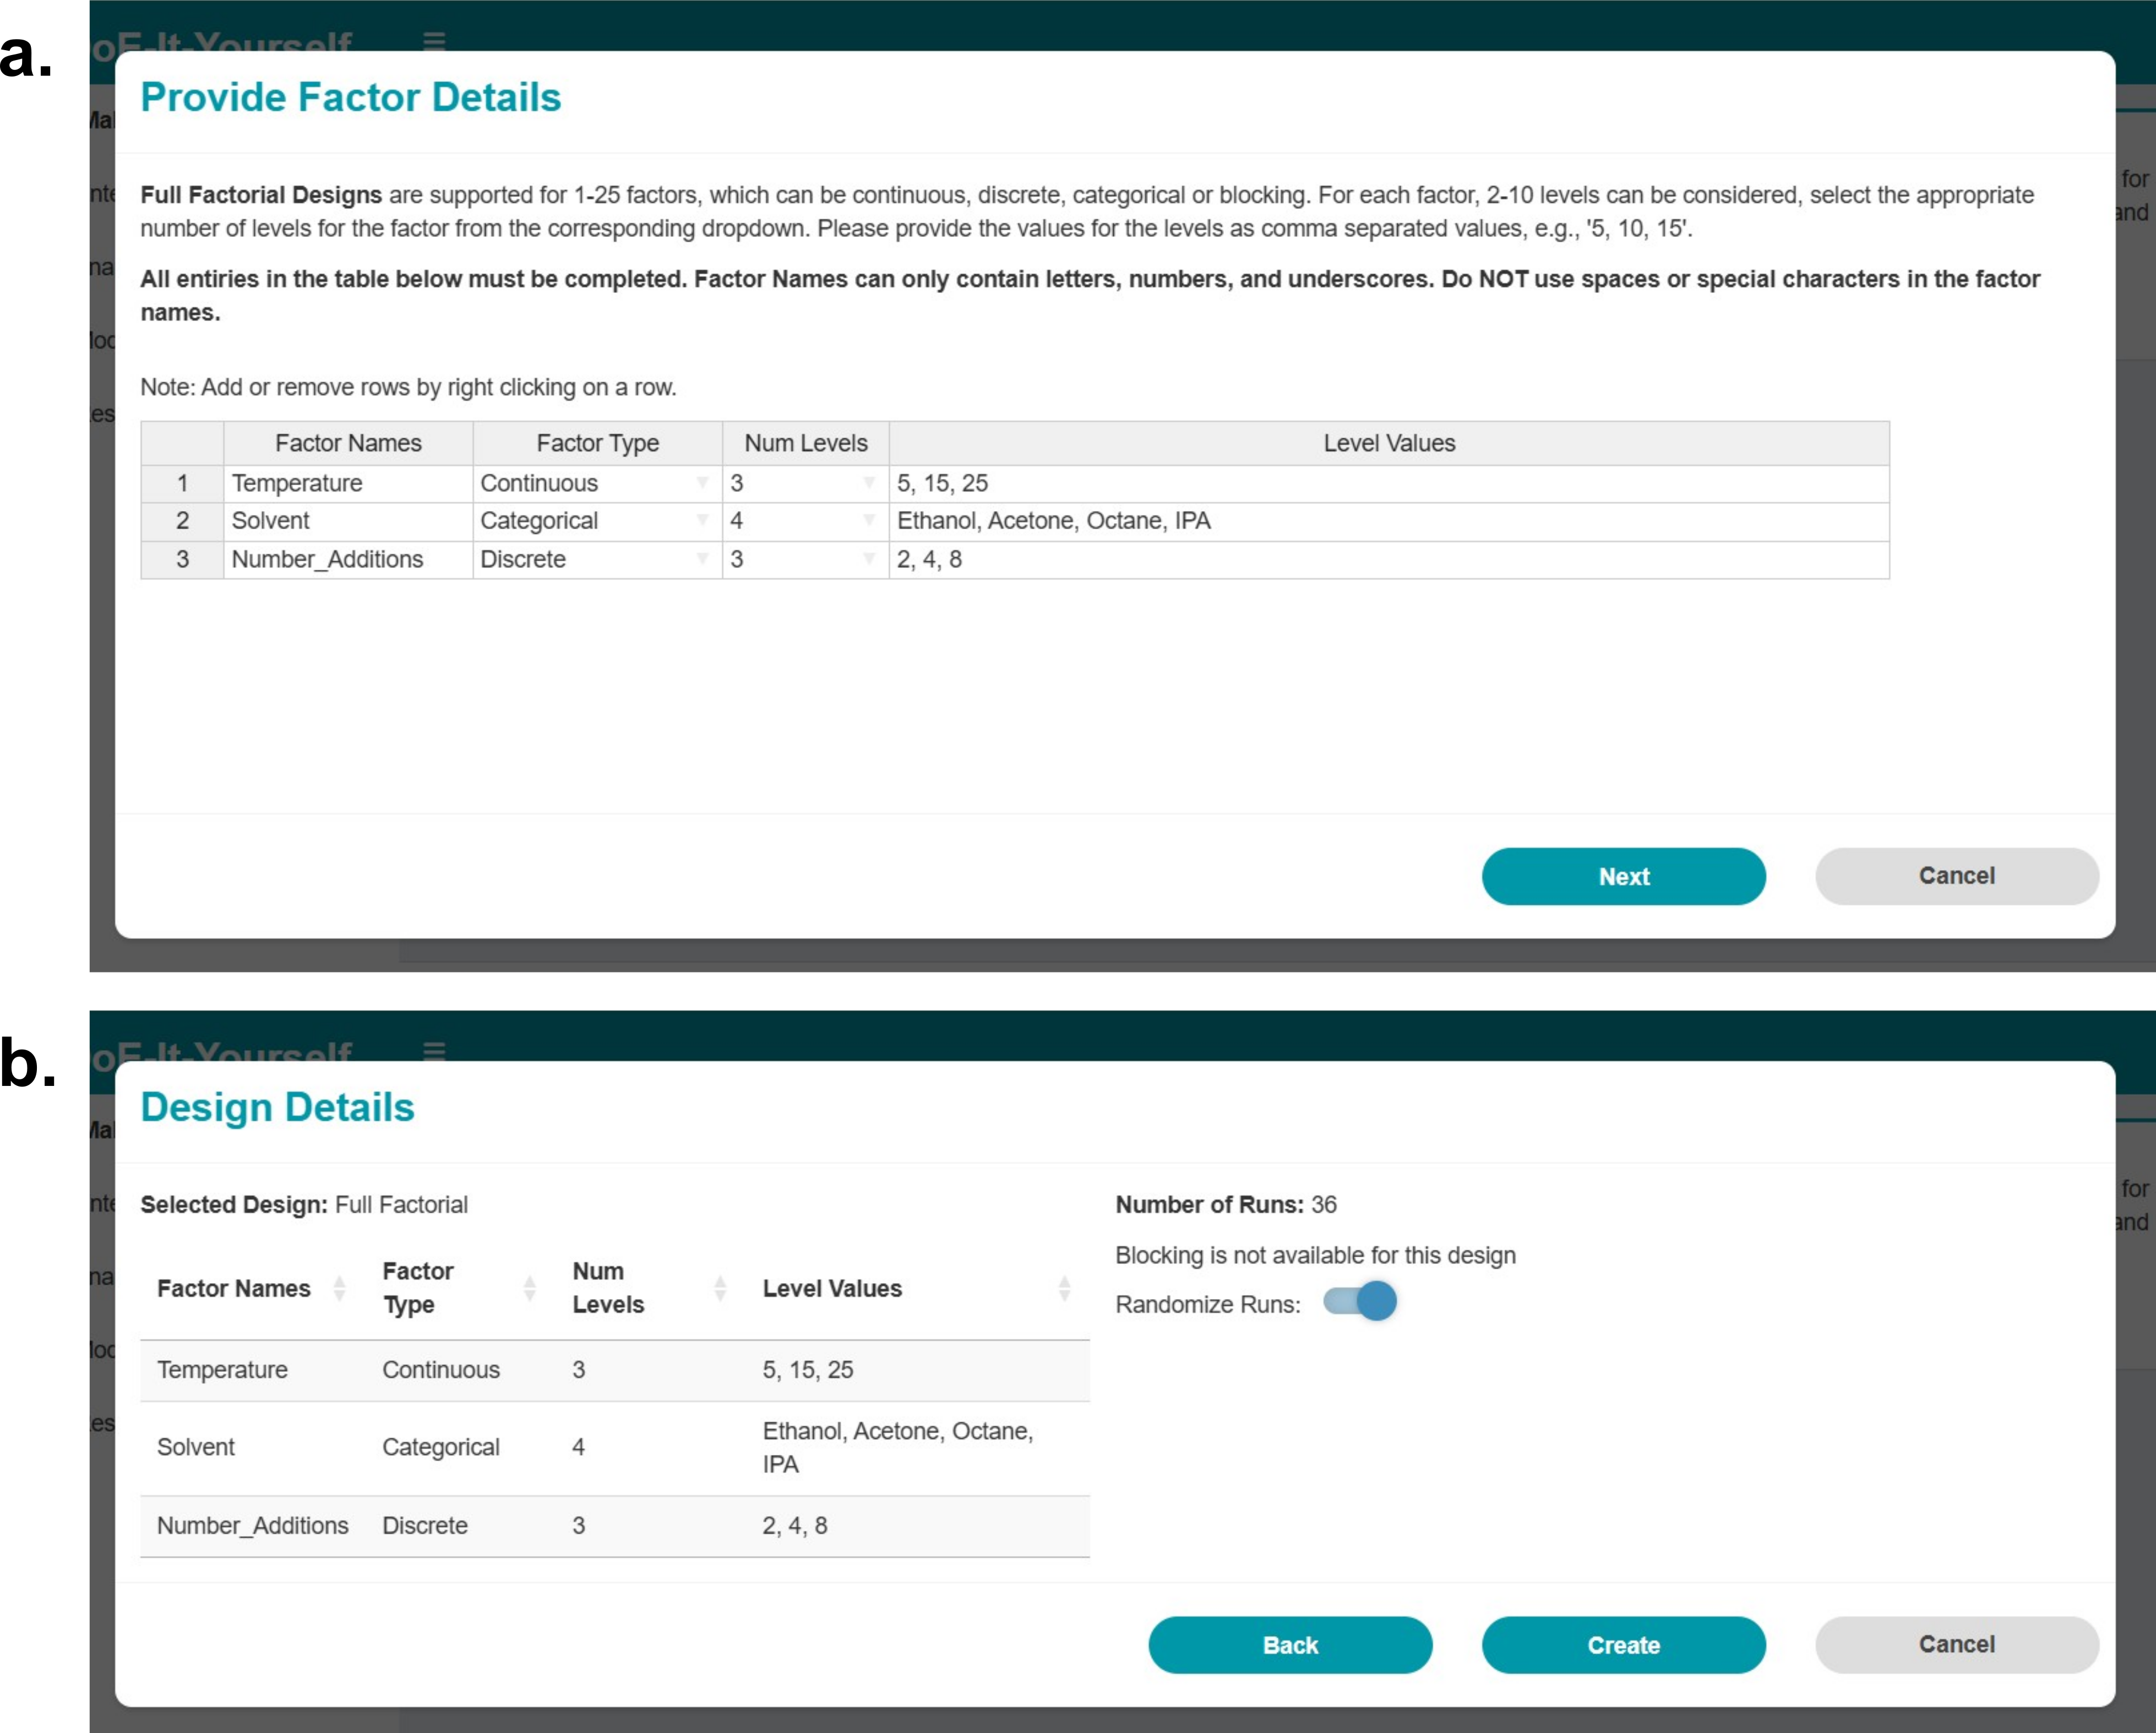 a.
oE-It-Yourself
Provide Factor Details
Full Factorial Designs are supported for 1-25 factors, which can be continuous, discrete, categorical or blocking. For each factor, 2-10 levels can be considered, select the appropriate
number of levels for the factor from the corresponding dropdown. Please provide the values for the levels as comma separated values, e.g., '5, 10, 15'.
All entiries in the table below must be completed. Factor Names can only contain letters, numbers, and underscores. Do NOT use spaces or special characters in the factor
names.
for
and
Note: Add or remove rows by right clicking on a row.
Factor Names Factor Type Num Levels Level Values
1 Temperature Continuous 3 5, 15, 25
2 Solvent Categorical 4 Ethanol, Acetone, Octane, IPA
3 Number_Additions Discrete 3 2, 4, 8
Next Cancel
b.
oE-It-Yourself
Design Details
Selected Design: Full Factorial
Factor Names Factor Type Num Levels Level Values
Temperature Continuous 3 5, 15, 25
Solvent Categorical 4 Ethanol, Acetone, Octane,
IPA
Number_Additions Discrete 3 2, 4, 8
Number of Runs: 36
Blocking is not available for this design
Randomize Runs:
for
and
Back Create Cancel